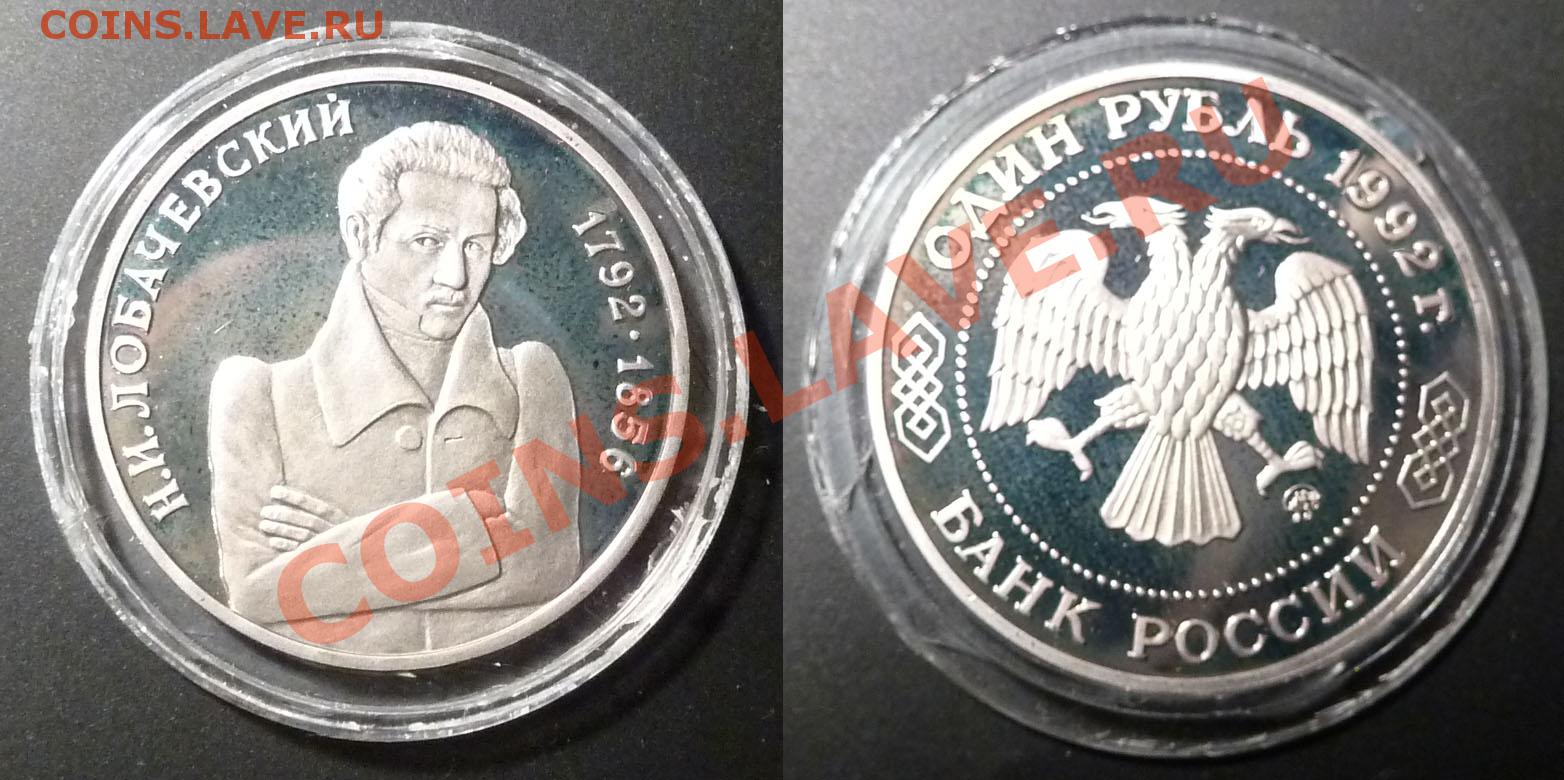 COINS.LAVE.RU
Н.И.ЛОБАЧЕВСКИЙ
1792·1856
ОДИН РУБЛЬ 1992 г.
БАНК РОССИИ
COINS.LAVE.RU